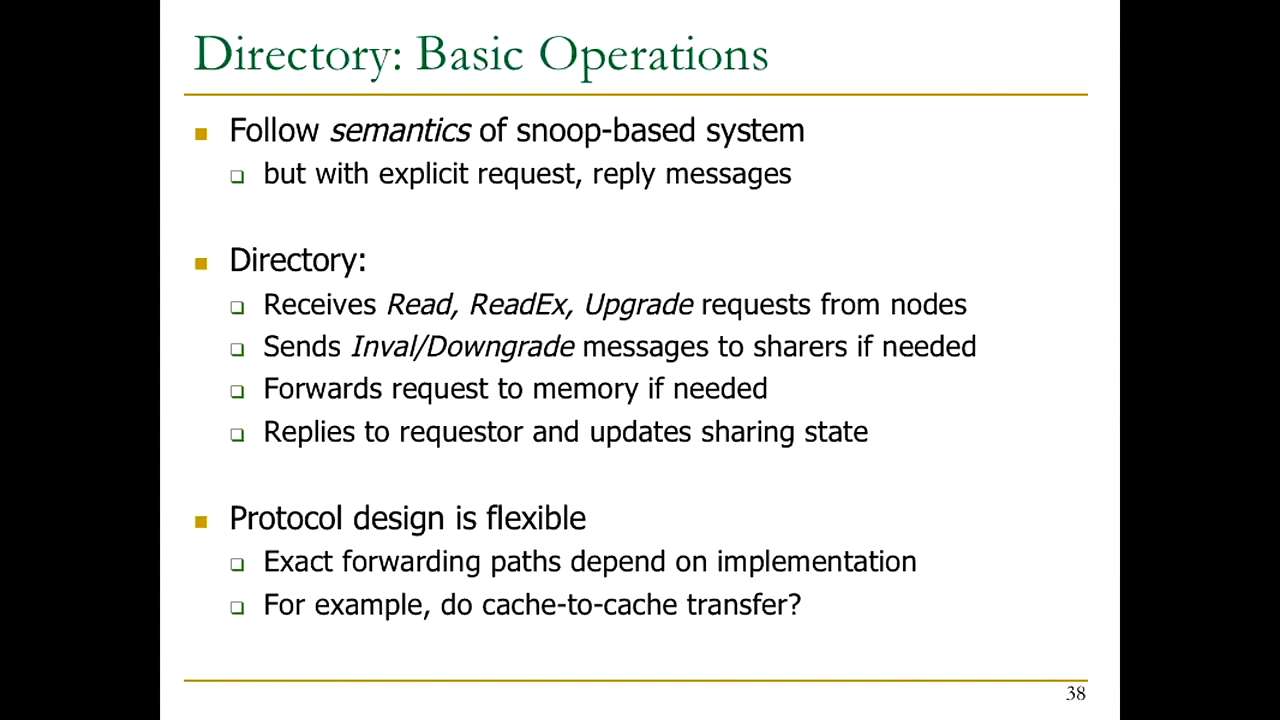 Directory: Basic Operations
Follow semantics of snoop-based system
but with explicit request, reply messages
Directory:
Receives Read, ReadEx, Upgrade requests from nodes
Sends Inval/Downgrade messages to sharers if needed
Forwards request to memory if needed
Replies to requestor and updates sharing state
Protocol design is flexible
Exact forwarding paths depend on implementation
For example, do cache-to-cache transfer?
38